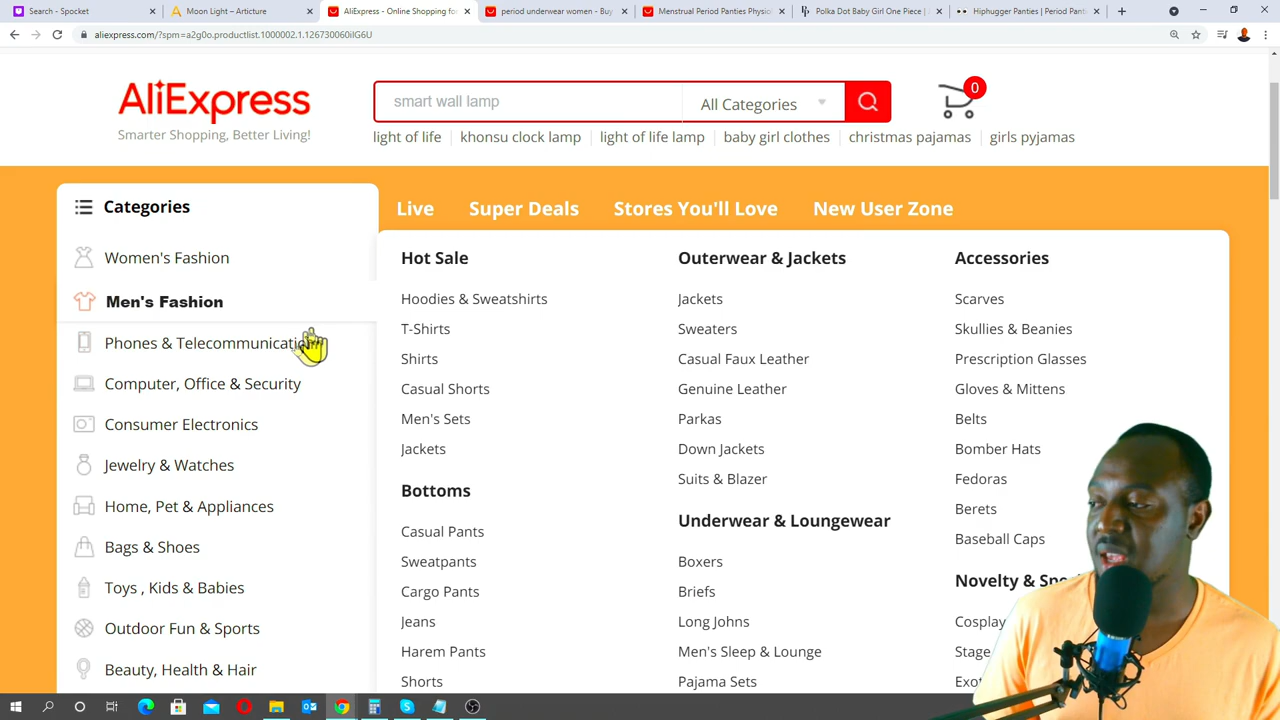 Search - Spocket
Moon Light – Articture
AliExpress - Online Shopping fo
period underwear women - Buy
Menstrual Period Panties Physiol
Polka Dot Baby Girl One Piece |
Hiphugger Panties | Period Pant
aliexpress.com/?spm=a2g0o.productlist.1000002.1.126730060iIG6U
AliExpress
Smarter Shopping, Better Living!
smart wall lamp
All Categories
0
light of life
khonsu clock lamp
light of life lamp
baby girl clothes
christmas pajamas
girls pyjamas
Categories
Live
Super Deals
Stores You'll Love
New User Zone
Women's Fashion
Men's Fashion
Phones & Telecommunicati
Computer, Office & Security
Consumer Electronics
Jewelry & Watches
Home, Pet & Appliances
Bags & Shoes
Toys , Kids & Babies
Outdoor Fun & Sports
Beauty, Health & Hair
Hot Sale
Hoodies & Sweatshirts
T-Shirts
Shirts
Casual Shorts
Men's Sets
Jackets
Bottoms
Casual Pants
Sweatpants
Cargo Pants
Jeans
Harem Pants
Shorts
Outerwear & Jackets
Jackets
Sweaters
Casual Faux Leather
Genuine Leather
Parkas
Down Jackets
Suits & Blazer
Underwear & Loungewear
Boxers
Briefs
Long Johns
Men's Sleep & Lounge
Pajama Sets
Accessories
Scarves
Skullies & Beanies
Prescription Glasses
Gloves & Mittens
Belts
Bomber Hats
Fedoras
Berets
Baseball Caps
Novelty & Sp
Cosplay
Stage
Exot